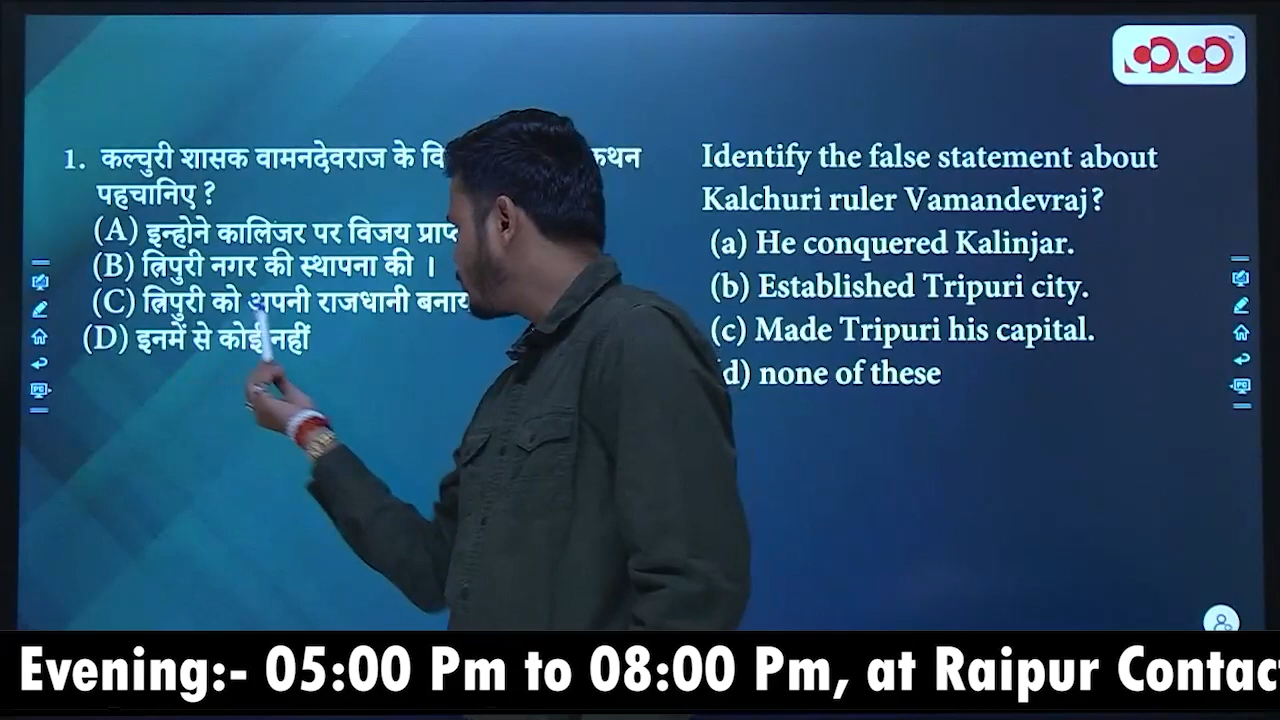 1. कल्चुरी शासक वामनदेवराज के कथन
पहचानिए ?
(A) इन्होने कालिंजर पर विजय
(B) त्रिपुरी नगर की स्थापना की ।
(C) त्रिपुरी को अपनी राजधानी
(D) इनमें से कोई नहीं
Identify the false statement about
Kalchuri ruler Vamandevraj?
(a) He conquered Kalinjar.
(b) Established Tripuri city.
(c) Made Tripuri his capital.
d) none of these
Evening:- 05:00 Pm to 08:00 Pm, at Raipur